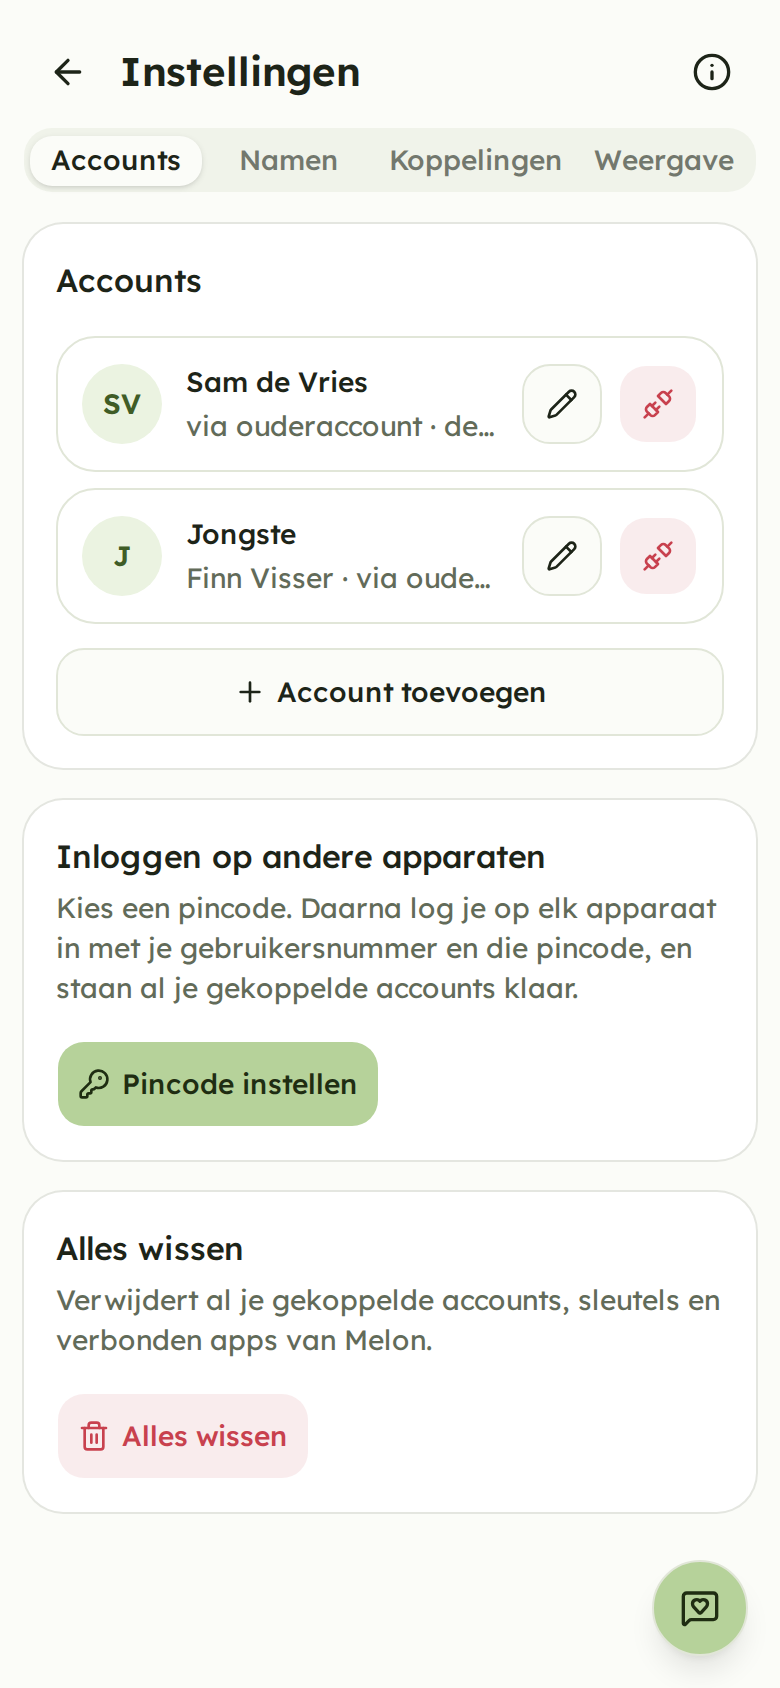 Instellingen
Accounts
Namen
Koppelingen
Weergave
Accounts
SV
Sam de Vries
via ouderaccount · de...
J
Jongste
Finn Visser · via oude...
Account toevoegen
Inloggen op andere apparaten
Kies een pincode. Daarna log je op elk apparaat
in met je gebruikersnummer en die pincode, en
staan al je gekoppelde accounts klaar.
Pincode instellen
Alles wissen
Verwijdert al je gekoppelde accounts, sleutels en
verbonden apps van Melon.
Alles wissen